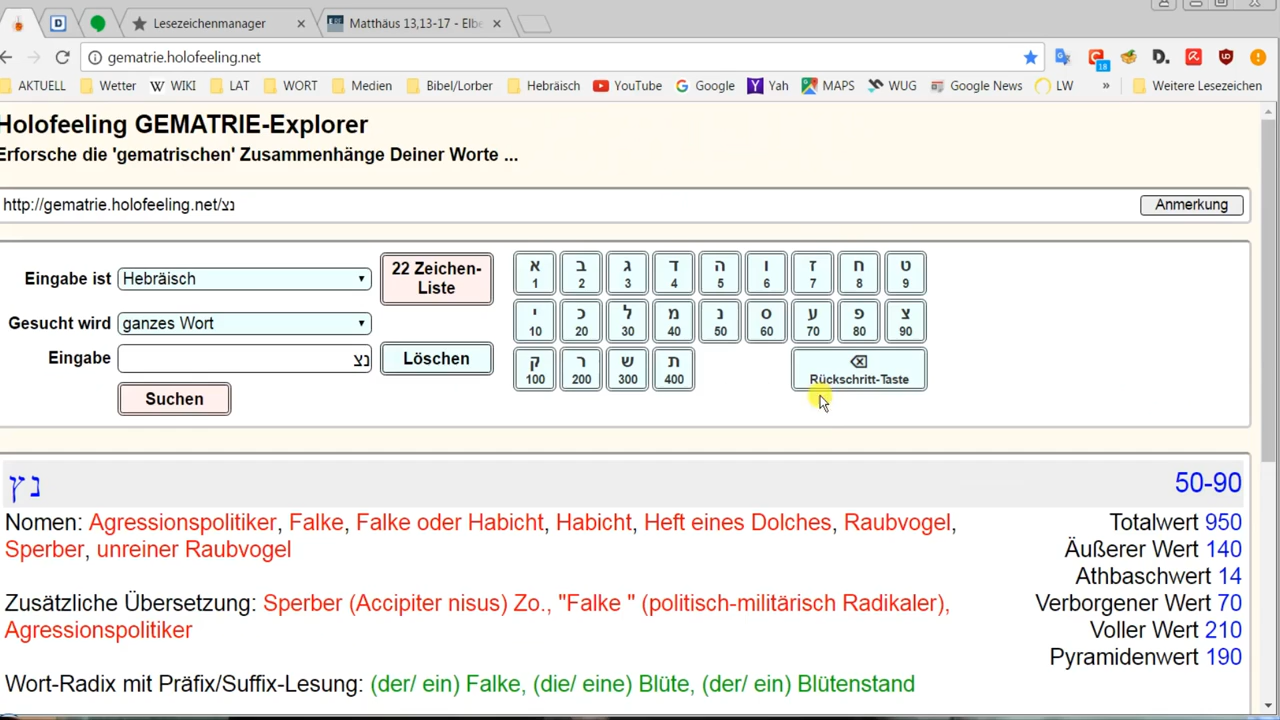 Lesezeichenmanager
Matthäus 13,13-17 - Elbe
gematrie.holofeeling.net
18
AKTUELL Wetter WIKI LAT WORT Medien Bibel/Lorber Hebräisch YouTube Google Yah MAPS WUG Google News LW » Weitere Lesezeichen
Holofeeling GEMATRIE-Explorer
Erforsche die 'gematrischen' Zusammenhänge Deiner Worte ...
http://gematrie.holofeeling.net/נצ Anmerkung
Eingabe ist Hebräisch
22 Zeichen-
Liste
Gesucht wird ganzes Wort
Eingabe נצ Löschen
Suchen
א ב ג ד ה ו ז ח ט
1 2 3 4 5 6 7 8 9
י כ ל מ נ ס ע פ צ
10 20 30 40 50 60 70 80 90
ק ר ש ת
100 200 300 400 Rückschritt-Taste
נץ 50-90
Nomen: Agressionspolitiker, Falke, Falke oder Habicht, Habicht, Heft eines Dolches, Raubvogel,
Sperber, unreiner Raubvogel
Zusätzliche Übersetzung: Sperber (Accipiter nisus) Zo., "Falke " (politisch-militärisch Radikaler),
Agressionspolitiker
Wort-Radix mit Präfix/Suffix-Lesung: (der/ ein) Falke, (die/ eine) Blüte, (der/ ein) Blütenstand
Totalwert 950
Äußerer Wert 140
Athbaschwert 14
Verborgener Wert 70
Voller Wert 210
Pyramidenwert 190